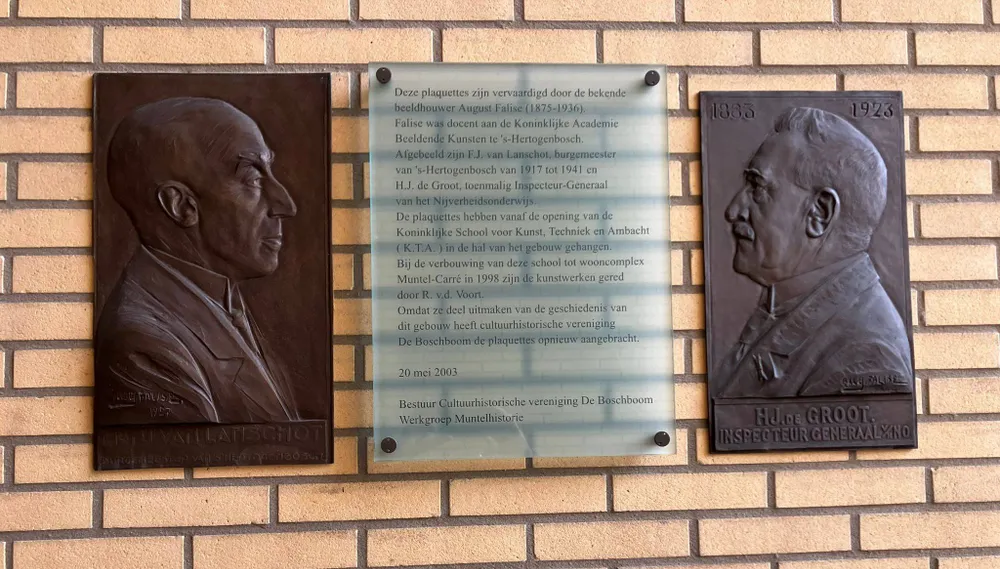 Deze plaquettes zijn vervaardigd door de bekende
beeldhouwer August Falise (1875-1936).
Falise was docent aan de Koninklijke Academie
Beeldende Kunsten te 's-Hertogenbosch.
Afgebeeld zijn F.J. van Lanschot, burgemeester
van 's-Hertogenbosch van 1917 tot 1941 en
H.J. de Groot, toenmalig Inspecteur-Generaal
van het Nijverheidsonderwijs.
De plaquettes hebben vanaf de opening van de
Koninklijke School voor Kunst, Techniek en Ambacht
( K.T.A. ) in de hal van het gebouw gehangen.
Bij de verbouwing van deze school tot wooncomplex
Muntel-Carré in 1998 zijn de kunstwerken gered
door R. v.d. Voort.
Omdat ze deel uitmaken van de geschiedenis van
dit gebouw heeft cultuurhistorische vereniging
De Boschboom de plaquettes opnieuw aangebracht.
20 mei 2003
Bestuur Cultuurhistorische vereniging De Boschboom
Werkgroep Muntelhistorie
VAN LANSCHOT
1883 1923
H.J. DE GROOT.
INSPECTEUR GENERAAL